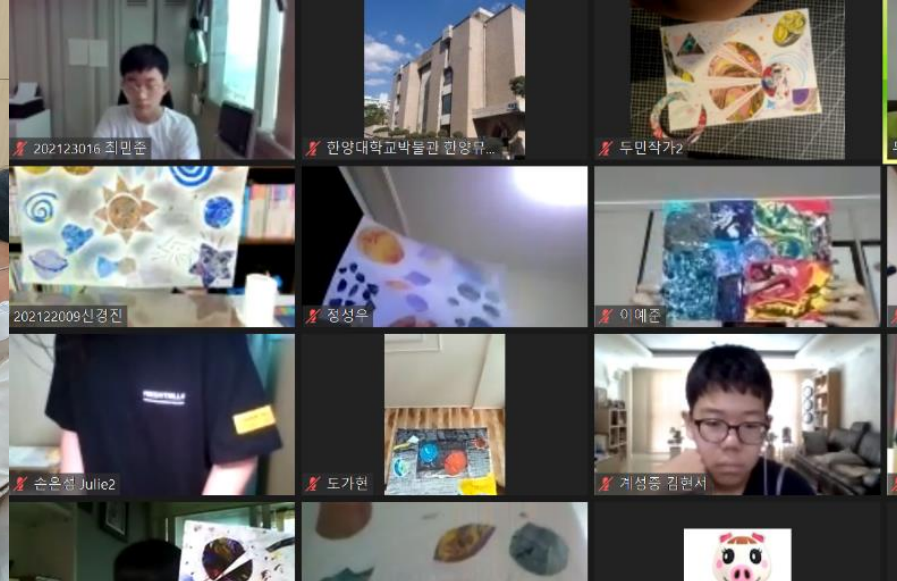 202123016 최민준
한양대학교박물관 한양뮤...
두민작가2
202122009신경진
정성우
이예준
손은셈 Julie2
도가현
계성중 김현서